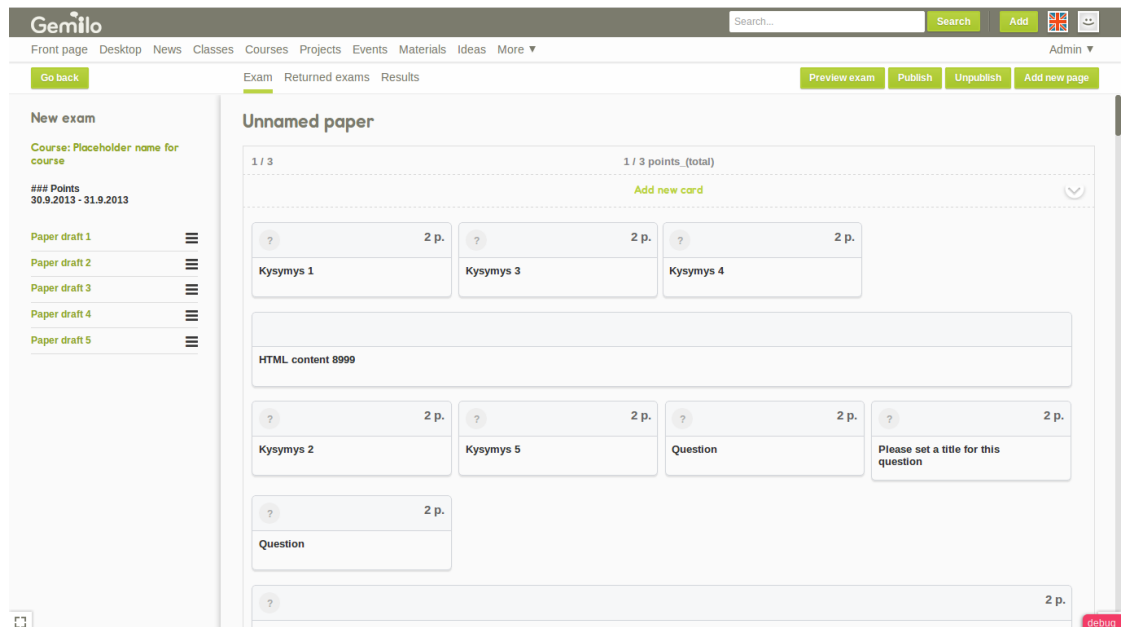 Gemilo
Search...
Search
Add
Front page Desktop News Classes Courses Projects Events Materials Ideas More ▼
Admin ▼
Go back
Exam Returned exams Results
Preview exam Publish Unpublish Add new page
New exam
Course: Placeholder name for
course
### Points
30.9.2013 - 31.9.2013
Paper draft 1
Paper draft 2
Paper draft 3
Paper draft 4
Paper draft 5
Unnamed paper
1 / 3 1 / 3 points_(total)
Add new card
? 2 p. ? 2 p. ? 2 p.
Kysymys 1 Kysymys 3 Kysymys 4
HTML content 8999
? 2 p. ? 2 p. ? 2 p. ? 2 p.
Kysymys 2 Kysymys 5 Question Please set a title for this
question
? 2 p.
Question
? 2 p.
debug